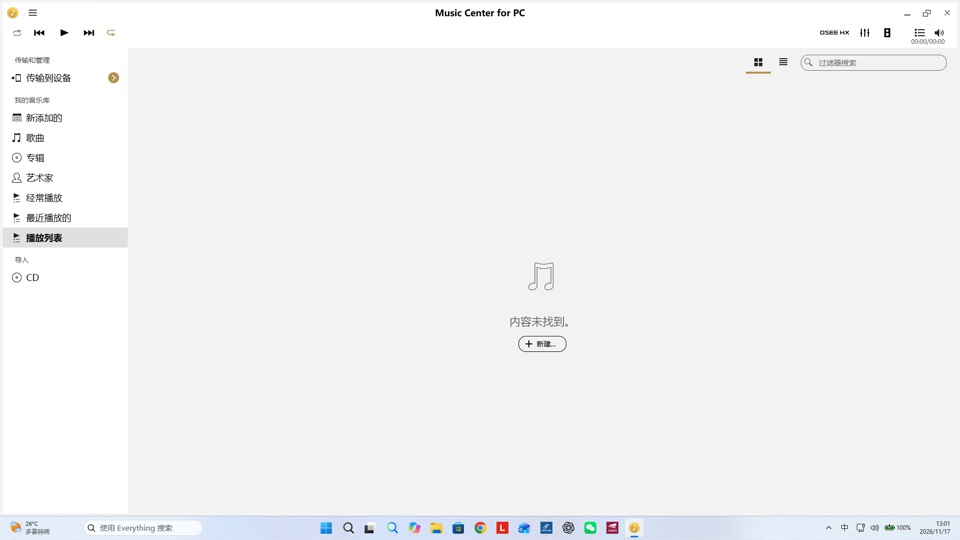 Music Center for PC
DSEE HX
00:00/00:00
传输和管理
传输到设备
过滤器搜索
我的音乐库
新添加的
歌曲
专辑
艺术家
经常播放
最近播放的
播放列表
导入
CD
内容未找到。
新建...
26°C
多云转晴
使用 Everything 搜索
L
中
100%
13:01
2026/11/17